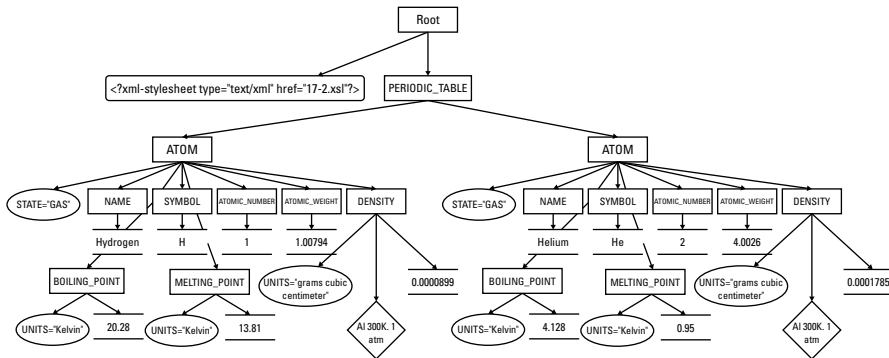 Root
<?xml-stylesheet type="text/xml" href="17-2.xsl"?>
PERIODIC_TABLE
ATOM
ATOM
STATE="GAS"
NAME
SYMBOL
ATOMIC_NUMBER
ATOMIC_WEIGHT
DENSITY
STATE="GAS"
NAME
SYMBOL
ATOMIC_NUMBER
ATOMIC_WEIGHT
DENSITY
Hydrogen
H
1
1.00794
Helium
He
2
4.0026
BOILING_POINT
MELTING_POINT
UNITS="grams cubic
centimeter"
0.0000899
BOILING_POINT
MELTING_POINT
UNITS="grams cubic
centimeter"
0.0001785
UNITS="Kelvin"
20.28
UNITS="Kelvin"
13.81
Al 300K. 1
atm
UNITS="Kelvin"
4.128
UNITS="Kelvin"
0.95
Al 300K. 1
atm